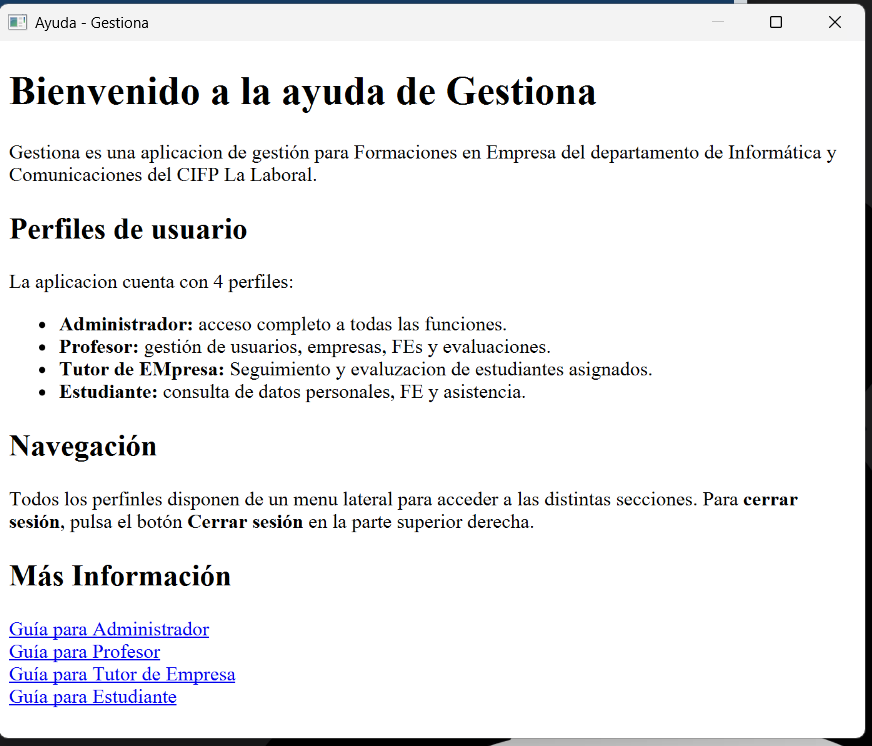 Ayuda - Gestiona
Bienvenido a la ayuda de Gestiona
Gestiona es una aplicacion de gestión para Formaciones en Empresa del departamento de Informática y
Comunicaciones del CIFP La Laboral.
Perfiles de usuario
La aplicacion cuenta con 4 perfiles:
• Administrador: acceso completo a todas las funciones.
• Profesor: gestión de usuarios, empresas, FEs y evaluaciones.
• Tutor de EMpresa: Seguimiento y evaluzacion de estudiantes asignados.
• Estudiante: consulta de datos personales, FE y asistencia.
Navegación
Todos los perfinles disponen de un menu lateral para acceder a las distintas secciones. Para cerrar
sesión, pulsa el botón Cerrar sesión en la parte superior derecha.
Más Información
Guía para Administrador
Guía para Profesor
Guía para Tutor de Empresa
Guía para Estudiante